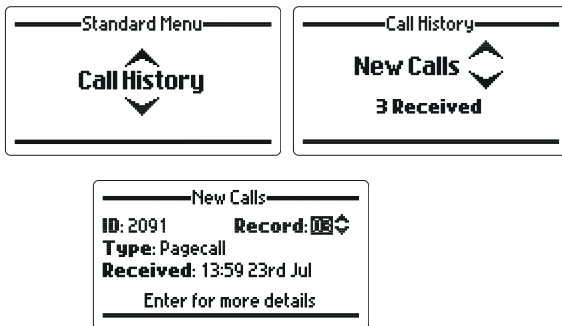 Standard Menu
Call History
Call History
New Calls
3 Received
New Calls
ID: 2091 Record: 03
Type: Pagecall
Received: 13:59 23rd Jul
Enter for more details